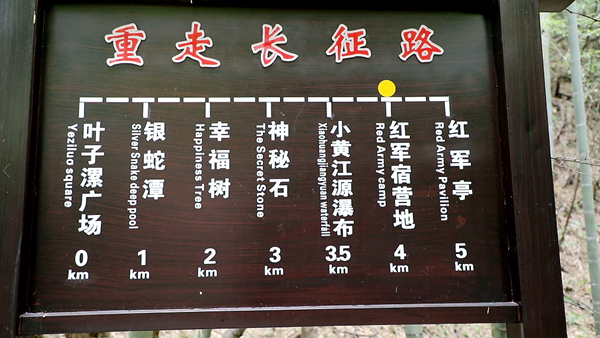 重走长征路
叶子漯广场
Yeziluo square
0
km
银蛇潭
Silver Snake deep pool
1
km
幸福树
Happiness Tree
2
km
神秘石
The Secret Stone
3
km
小黄江源瀑布
Xiaohuangjiangyuan waterfall
3.5
km
红军宿营地
Red Army camp
4
km
红军亭
Red Army Pavilion
5
km